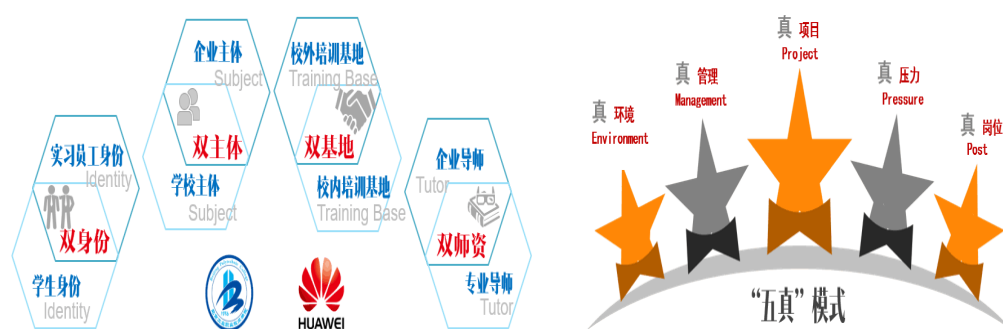 实习员工身份
Identity
双身份
学生身份
Identity
企业主体
Subject
双主体
学校主体
Subject
校外培训基地
Training Base
双基地
校内培训基地
Training Base
企业导师
Tutor
双师资
专业导师
Tutor
HUAWEI
真 环境
Environment
真 管理
Management
真 项目
Project
真 压力
Pressure
真 岗位
Post
“五真”模式